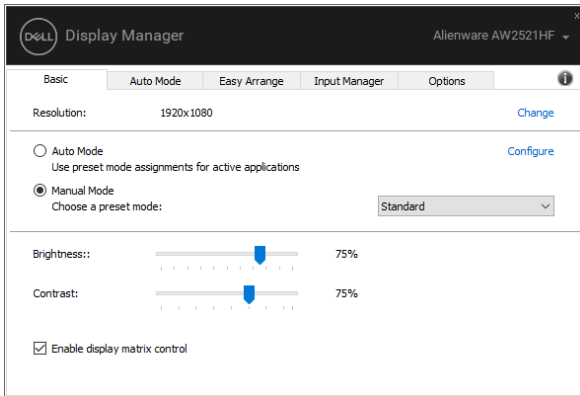 DELL Display Manager Alienware AW2521HF
Basic Auto Mode Easy Arrange Input Manager Options
Resolution: 1920x1080 Change
Auto Mode Configure
Use preset mode assignments for active applications
Manual Mode
Choose a preset mode: Standard
Brightness:: 75%
Contrast: 75%
Enable display matrix control